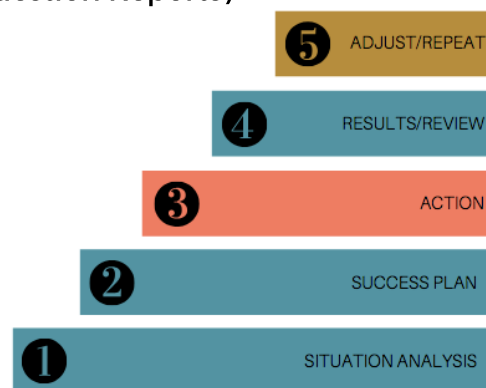 5 ADJUST/REPEAT
4 RESULTS/REVIEW
3 ACTION
2 SUCCESS PLAN
1 SITUATION ANALYSIS